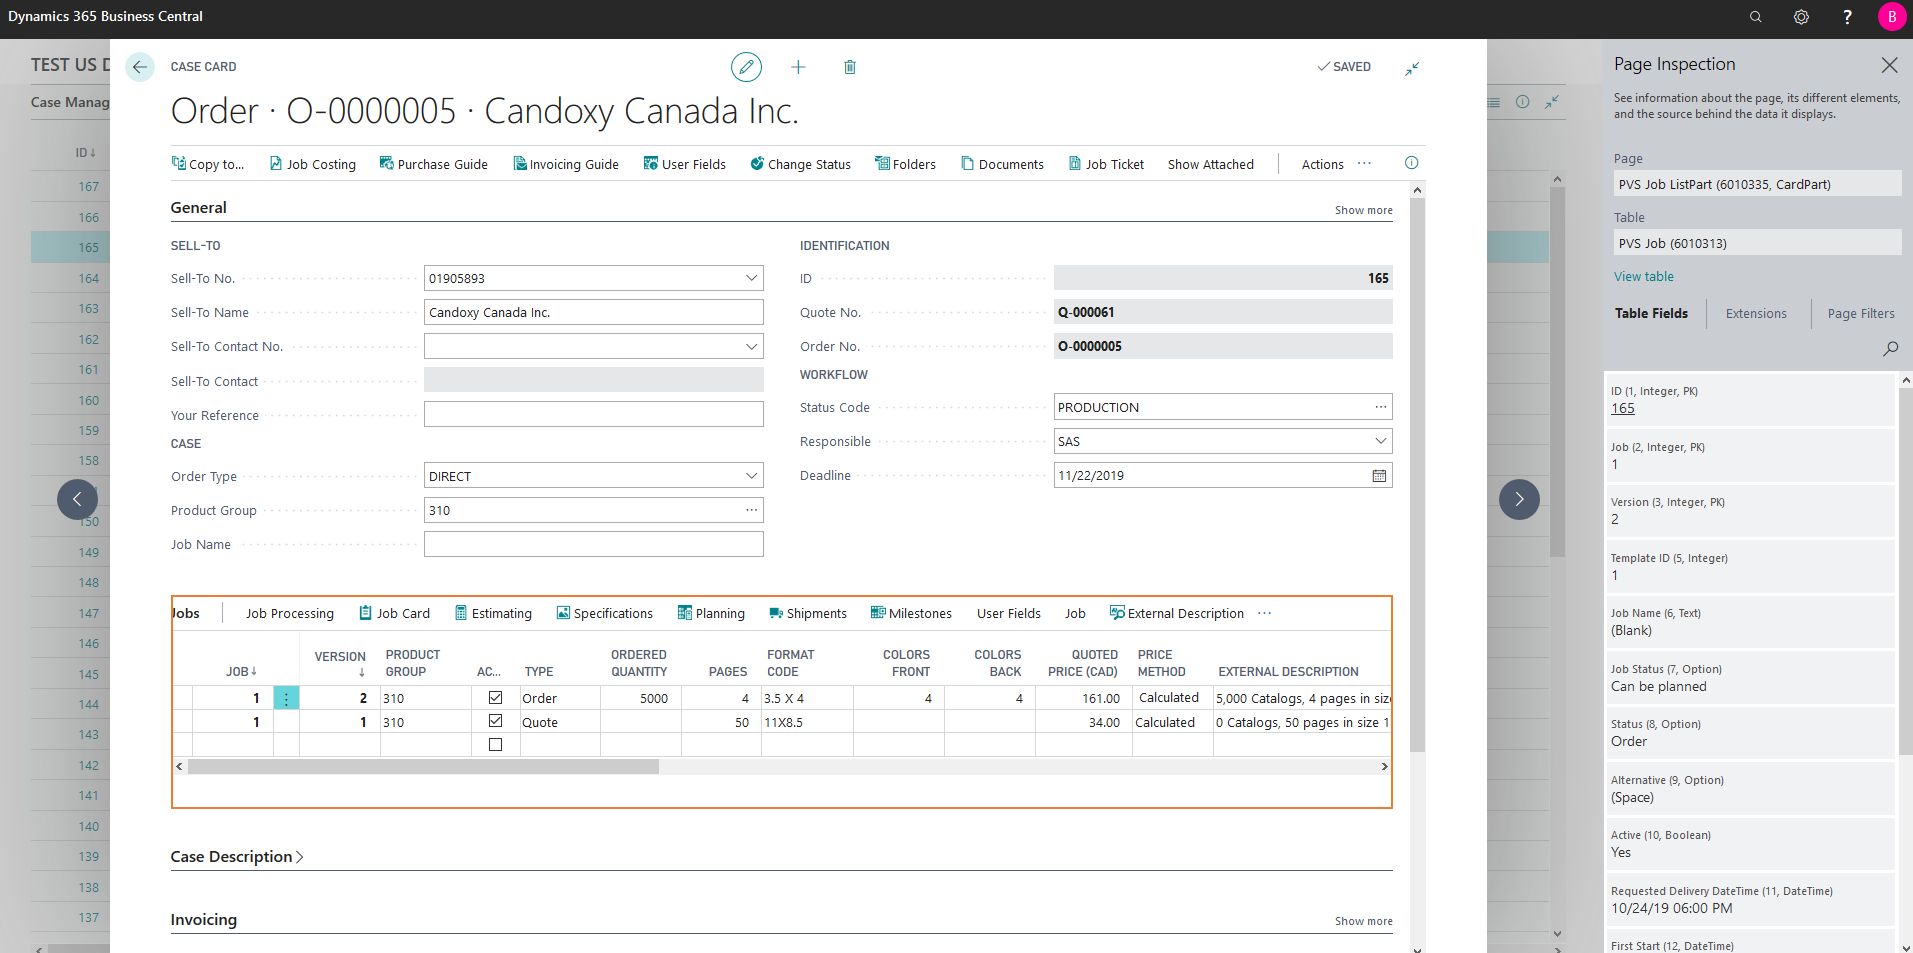 Dynamics 365 Business Central
?
B
TEST US D
Case Manag
ID↓
167
166
165
164
163
162
161
160
159
158
150
149
148
147
146
145
144
143
142
141
140
139
138
137
CASE CARD
SAVED
Order · O-0000005 · Candoxy Canada Inc.
Copy to... Job Costing Purchase Guide Invoicing Guide User Fields Change Status Folders Documents Job Ticket Show Attached Actions ···
General Show more
SELL-TO
Sell-To No. 01905893
Sell-To Name Candoxy Canada Inc.
Sell-To Contact No.
Sell-To Contact
Your Reference
CASE
Order Type DIRECT
Product Group 310 ···
Job Name
IDENTIFICATION
ID 165
Quote No. Q-000061
Order No. O-0000005
WORKFLOW
Status Code PRODUCTION ···
Responsible SAS
Deadline 11/22/2019
Jobs Job Processing Job Card Estimating Specifications Planning Shipments Milestones User Fields Job External Description ···
JOB↓ VERSION ↓ PRODUCT GROUP AC... TYPE ORDERED QUANTITY PAGES FORMAT CODE COLORS FRONT COLORS BACK QUOTED PRICE (CAD) PRICE METHOD EXTERNAL DESCRIPTION
1 2 310 Order 5000 4 3.5 X 4 4 4 161.00 Calculated 5,000 Catalogs, 4 pages in size
1 1 310 Quote 50 11X8.5 34.00 Calculated 0 Catalogs, 50 pages in size 1
Case Description
Invoicing Show more
Page Inspection
See information about the page, its different elements,
and the source behind the data it displays.
Page
PVS Job ListPart (6010335, CardPart)
Table
PVS Job (6010313)
View table
Table Fields Extensions Page Filters
ID (1, Integer, PK)
165
Job (2, Integer, PK)
1
Version (3, Integer, PK)
2
Template ID (5, Integer)
1
Job Name (6, Text)
(Blank)
Job Status (7, Option)
Can be planned
Status (8, Option)
Order
Alternative (9, Option)
(Space)
Active (10, Boolean)
Yes
Requested Delivery DateTime (11, DateTime)
10/24/19 06:00 PM
First Start (12, DateTime)